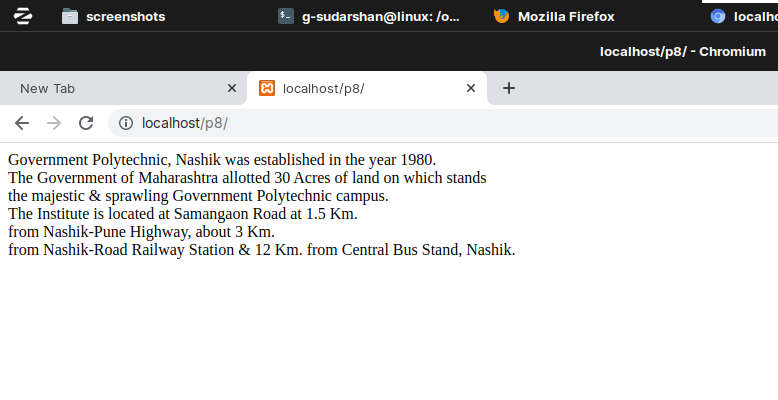 screenshots
g-sudarshan@linux: /o...
Mozilla Firefox
localho
localhost/p8/ - Chromium
New Tab
localhost/p8/
localhost/p8/
Government Polytechnic, Nashik was established in the year 1980.
The Government of Maharashtra allotted 30 Acres of land on which stands
the majestic & sprawling Government Polytechnic campus.
The Institute is located at Samangaon Road at 1.5 Km.
from Nashik-Pune Highway, about 3 Km.
from Nashik-Road Railway Station & 12 Km. from Central Bus Stand, Nashik.